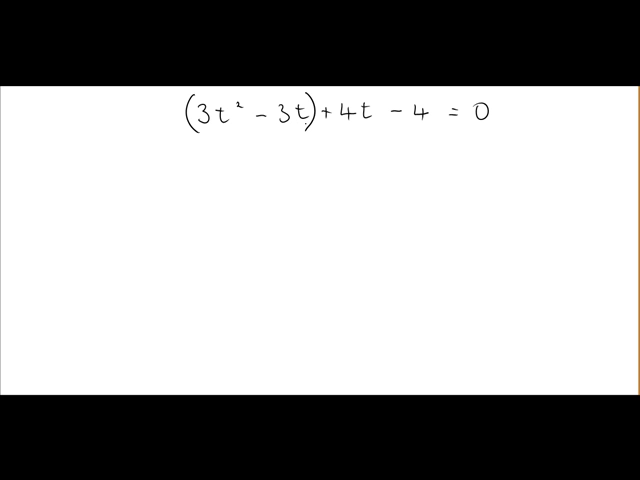 (3t² - 3t) + 4t - 4 = 0